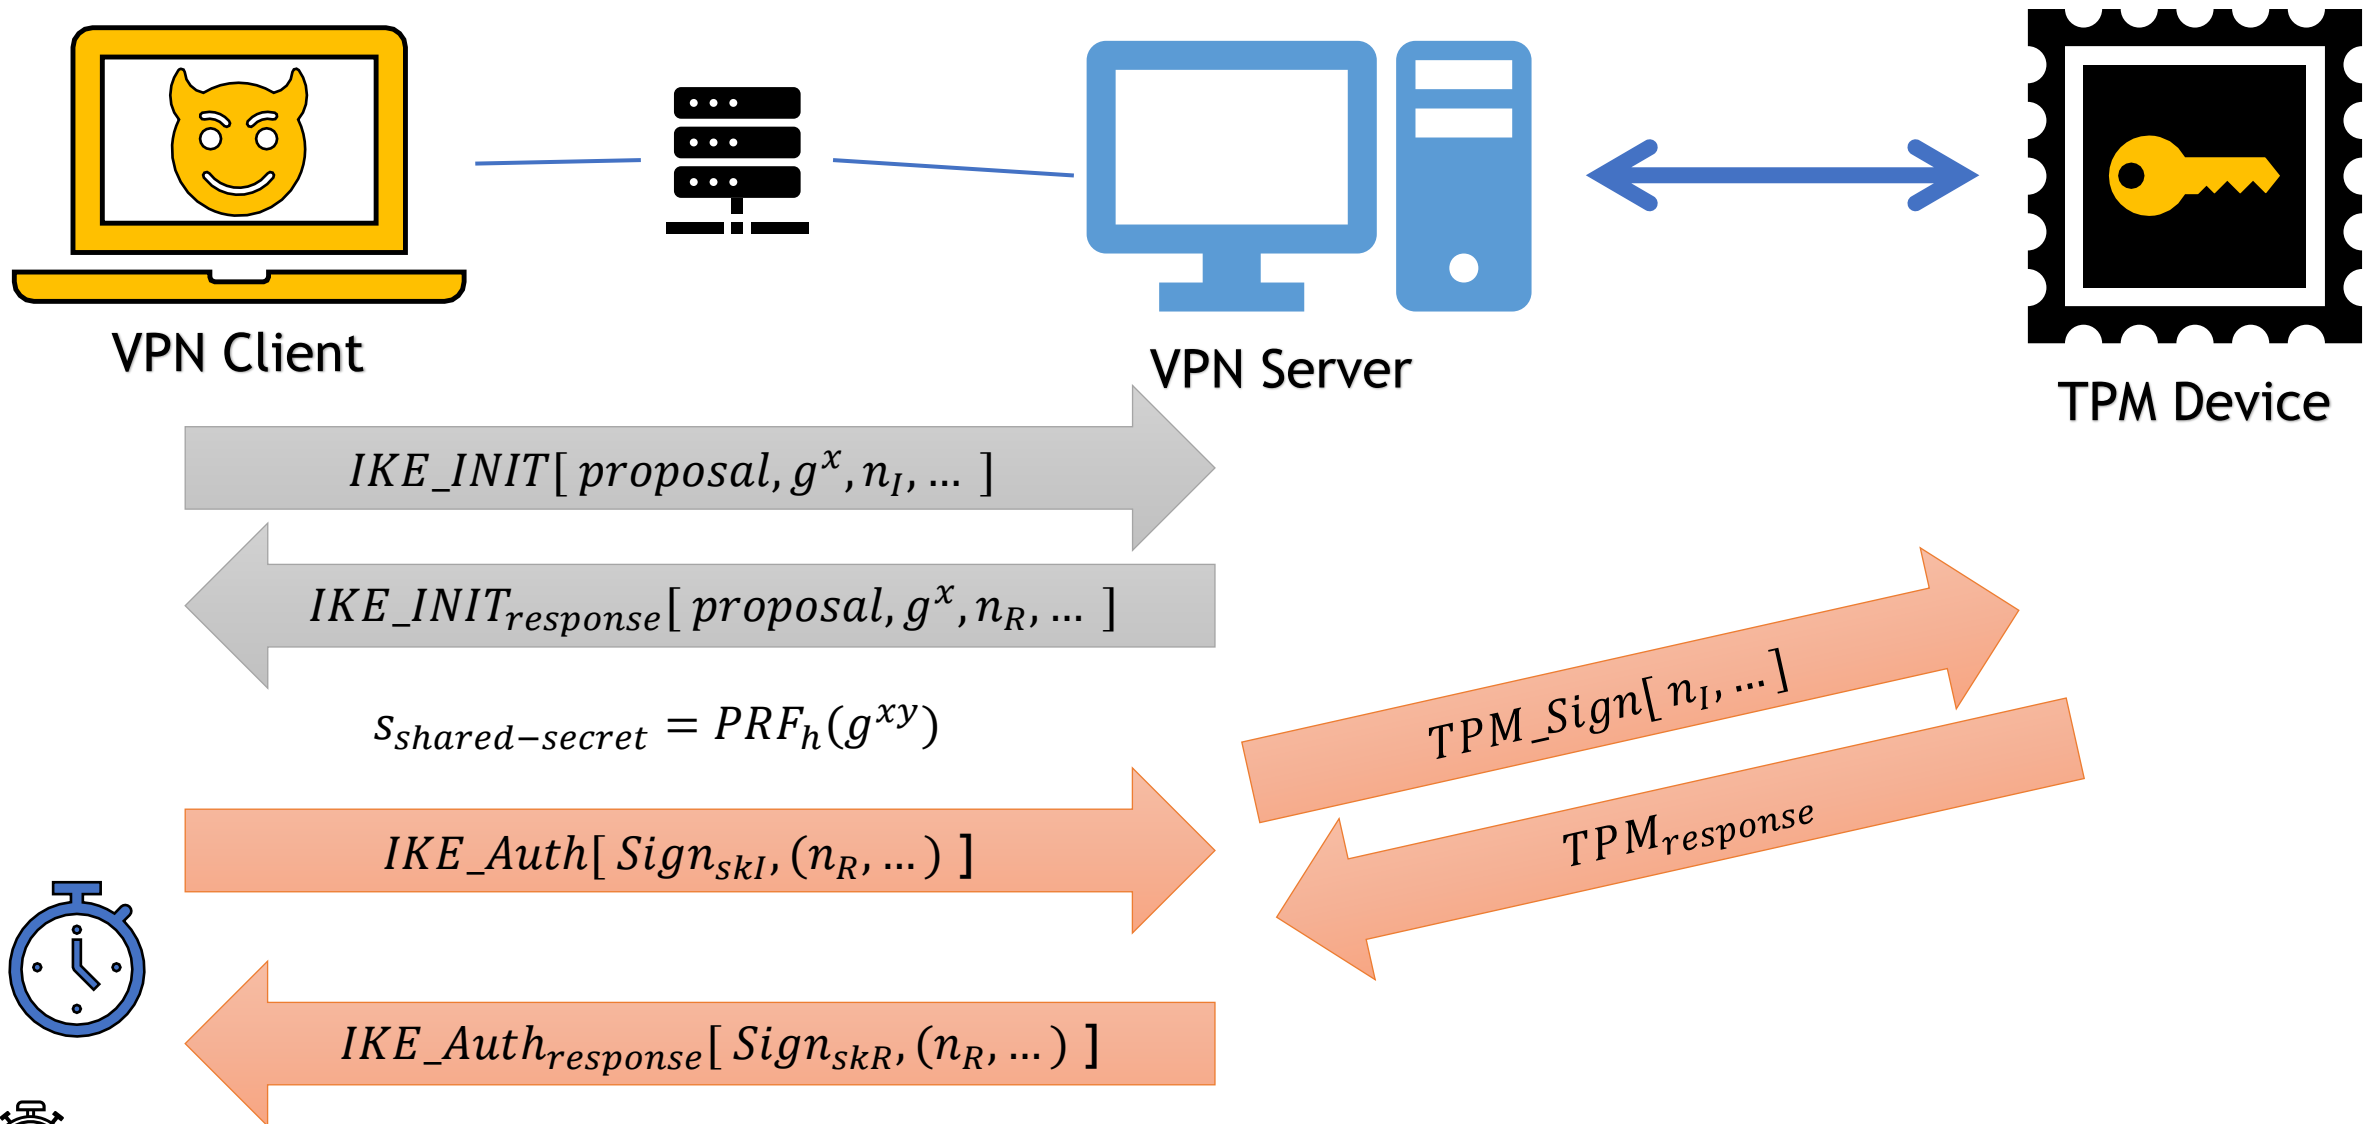 VPN Client
VPN Server
TPM Device
IKE_INIT[ proposal, g^x, n_I, … ]
IKE_INIT_response[ proposal, g^x, n_R, … ]
s_shared−secret = PRF_h(g^xy)
TPM_Sign[ n_I, … ]
TPM_response
IKE_Auth[ Sign_skI, (n_R, … ) ]
IKE_Auth_response[ Sign_skR, (n_R, … ) ]